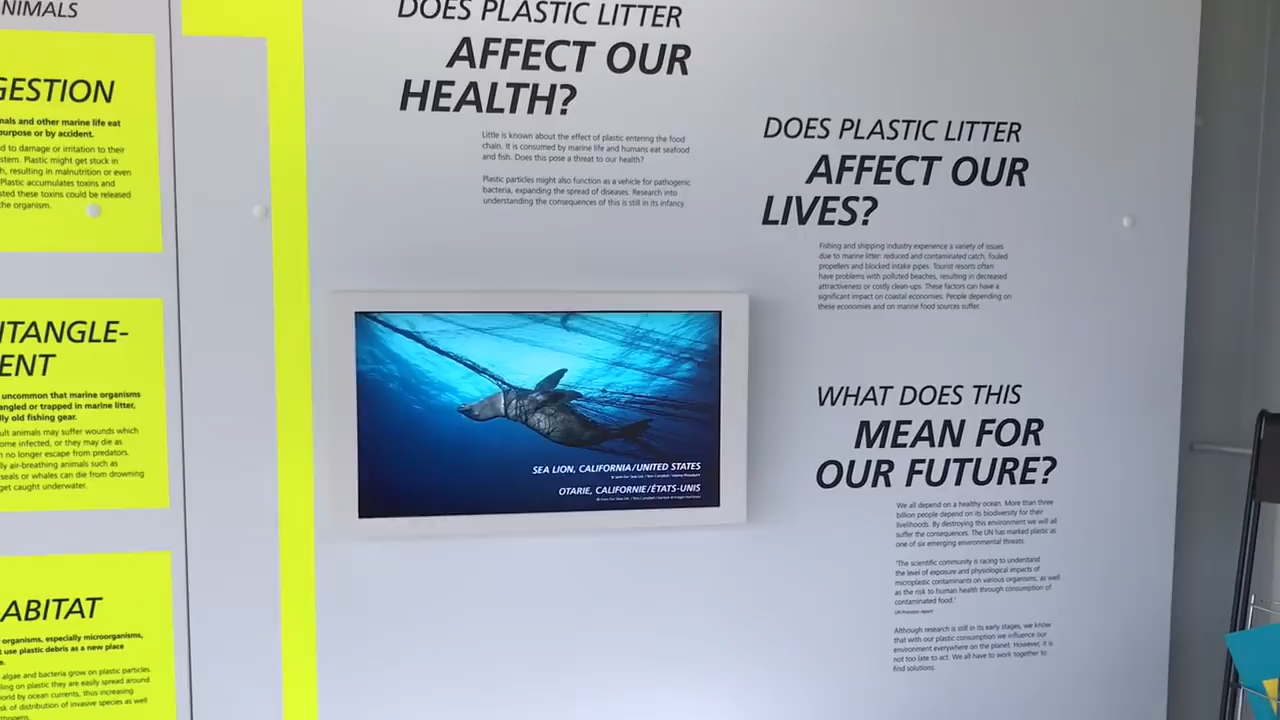 NIMALS
GESTION
nals and other marine life eat
purpose or by accident.
d to damage or irritation to their
stem. Plastic might get stuck in
h, resulting in malnutrition or even
Plastic accumulates toxins and
sted these toxins could be released
the organism.
NTANGLE-
ENT
uncommon that marine organisms
angled or trapped in marine litter,
lly old fishing gear.
ult animals may suffer wounds which
ome infected, or they may die as
n no longer escape from predators.
lly air-breathing animals such as
seals or whales can die from drowning
get caught underwater.
ABITAT
organisms, especially microorganisms,
t use plastic debris as a new place
e.
algae and bacteria grow on plastic particles.
ling on plastic they are easily spread around
world by ocean currents, thus increasing
sk of distribution of invasive species as well
thogens.
DOES PLASTIC LITTER
AFFECT OUR
HEALTH?
Little is known about the effect of plastic entering the food
chain. It is consumed by marine life and humans eat seafood
and fish. Does this pose a threat to our health?
Plastic particles might also function as a vehicle for pathogenic
bacteria, expanding the spread of diseases. Research into
understanding the consequences of this is still in its infancy.
SEA LION, CALIFORNIA/UNITED STATES
OTARIE, CALIFORNIE/ÉTATS-UNIS
DOES PLASTIC LITTER
AFFECT OUR
LIVES?
Fishing and shipping industry experience a variety of issues
due to marine litter: reduced and contaminated catch, fouled
propellers and blocked intake pipes. Tourist resorts often
have problems with polluted beaches, resulting in decreased
attractiveness or costly clean-ups. These factors can have a
significant impact on coastal economies. People depending on
these economies and on marine food sources suffer.
WHAT DOES THIS
MEAN FOR
OUR FUTURE?
We all depend on a healthy ocean. More than three
billion people depend on its biodiversity for their
livelihoods. By destroying this environment we will all
suffer the consequences. The UN has marked plastic as
one of six emerging environmental threats.
"The scientific community is racing to understand
the level of exposure and physiological impacts of
microplastic contaminants on various organisms, as well
as the risk to human health through consumption of
contaminated food."
Although research is still in its early stages, we know
that with our plastic consumption we influence our
environment everywhere on the planet. However, it is
not too late to act. We all have to work together to
find solutions.